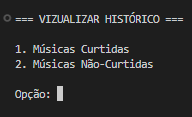 === VIZUALIZAR HISTÓRICO ===
1. Músicas Curtidas
2. Músicas Não-Curtidas
Opção: